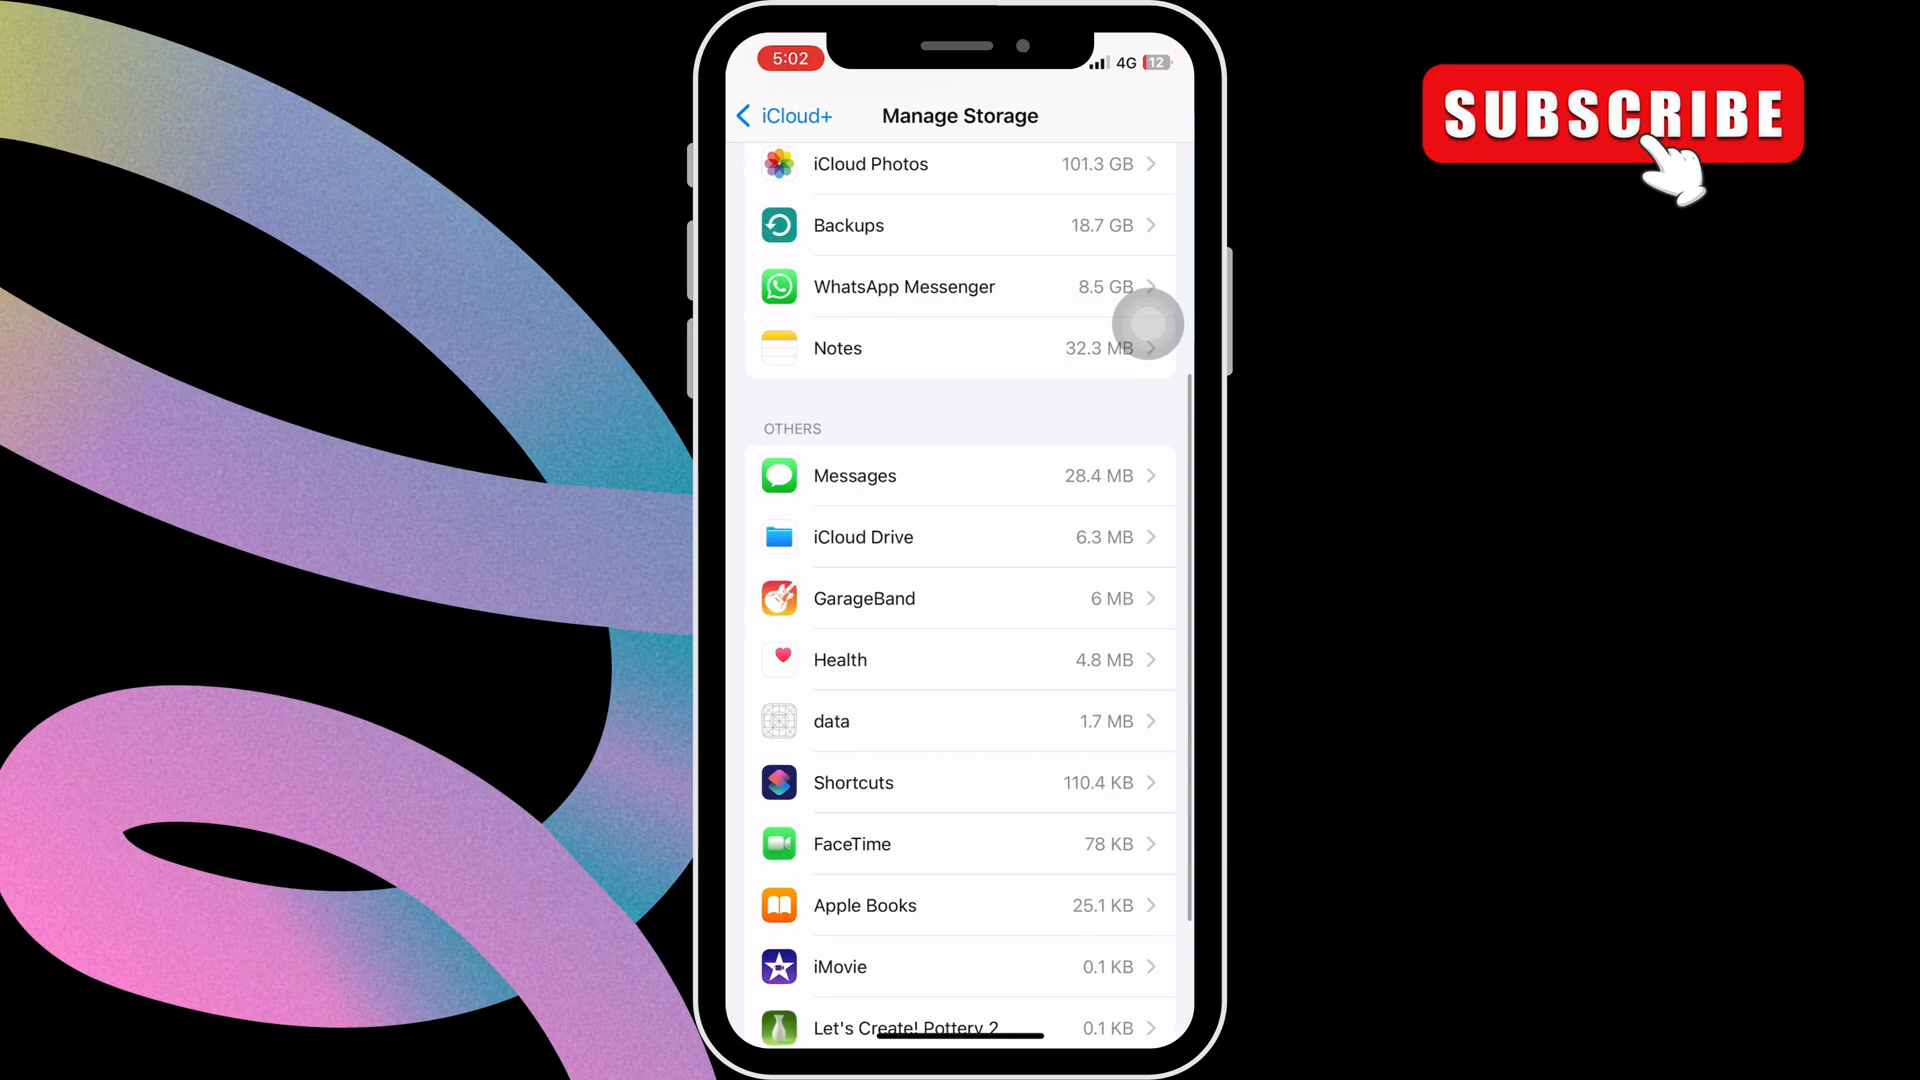 5:02
4G 12
SUBSCRIBE
iCloud+ Manage Storage
iCloud Photos 101.3 GB
Backups 18.7 GB
WhatsApp Messenger 8.5 GB
Notes 32.3 MB
OTHERS
Messages 28.4 MB
iCloud Drive 6.3 MB
GarageBand 6 MB
Health 4.8 MB
data 1.7 MB
Shortcuts 110.4 KB
FaceTime 78 KB
Apple Books 25.1 KB
iMovie 0.1 KB
Let's Create! Pottery 2 0.1 KB